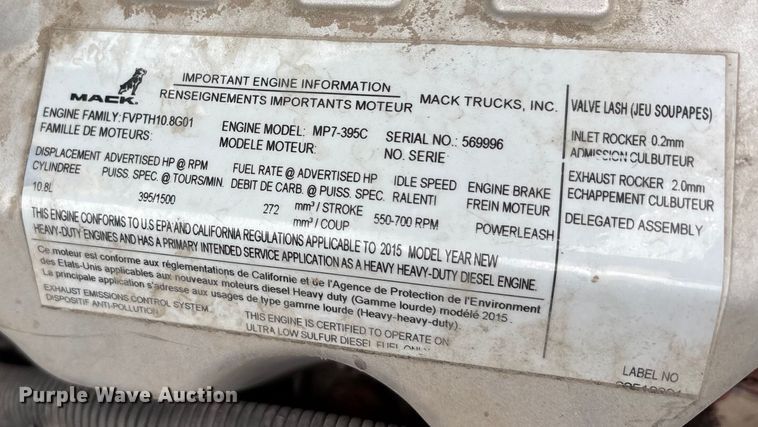 MACK.
IMPORTANT ENGINE INFORMATION
RENSEIGNEMENTS IMPORTANTS MOTEUR
MACK TRUCKS, INC.
ENGINE FAMILY: FVPTH10.8G01
FAMILLE DE MOTEURS:
ENGINE MODEL: MP7-395C
MODELE MOTEUR:
SERIAL NO.: 569996
NO. SERIE:
DISPLACEMENT
CYLINDREE
10.8L
ADVERTISED HP @ RPM
PUISS. SPEC. @ TOURS/MIN
395/1500
FUEL RATE @ ADVERTISED HP
DEBIT DE CARB. @ PUISS. SPEC.
272
mm³ / STROKE
mm³ / COUP
IDLE SPEED
RALENTI
550-700 RPM
ENGINE BRAKE
FREIN MOTEUR
POWERLEASH
THIS ENGINE CONFORMS TO U.S EPA AND CALIFORNIA REGULATIONS APPLICABLE TO 2015 MODEL YEAR NEW
HEAVY-DUTY ENGINES AND HAS A PRIMARY INTENDED SERVICE APPLICATION AS A HEAVY HEAVY-DUTY DIESEL ENGINE.
Ce moteur est conforme aux réglementations de Californie et de l'Agence de Protection de l'Environment
des Etats-Unis applicables aux nouveaux moteurs diesel Heavy duty (Gamme lourde) modélé 2015.
La principale application s'adresse aux usages de type gamme lourde (Heavy-heavy-duty).
EXHAUST EMISSIONS CONTROL SYSTEM
DISPOSITIF ANTI-POLLUTION
THIS ENGINE IS CERTIFIED TO OPERATE ON
ULTRA LOW SULFUR DIESEL FUEL ONLY
VALVE LASH (JEU SOUPAPES)
INLET ROCKER 0.2mm
ADMISSION CULBUTEUR
EXHAUST ROCKER 2.0mm
ECHAPPEMENT CULBUTEUR
DELEGATED ASSEMBLY
LABEL NO
Purple Wave Auction